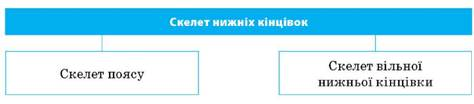 Скелет нижніх кінцівок
Скелет поясу
Скелет вільної
нижньої кінцівки